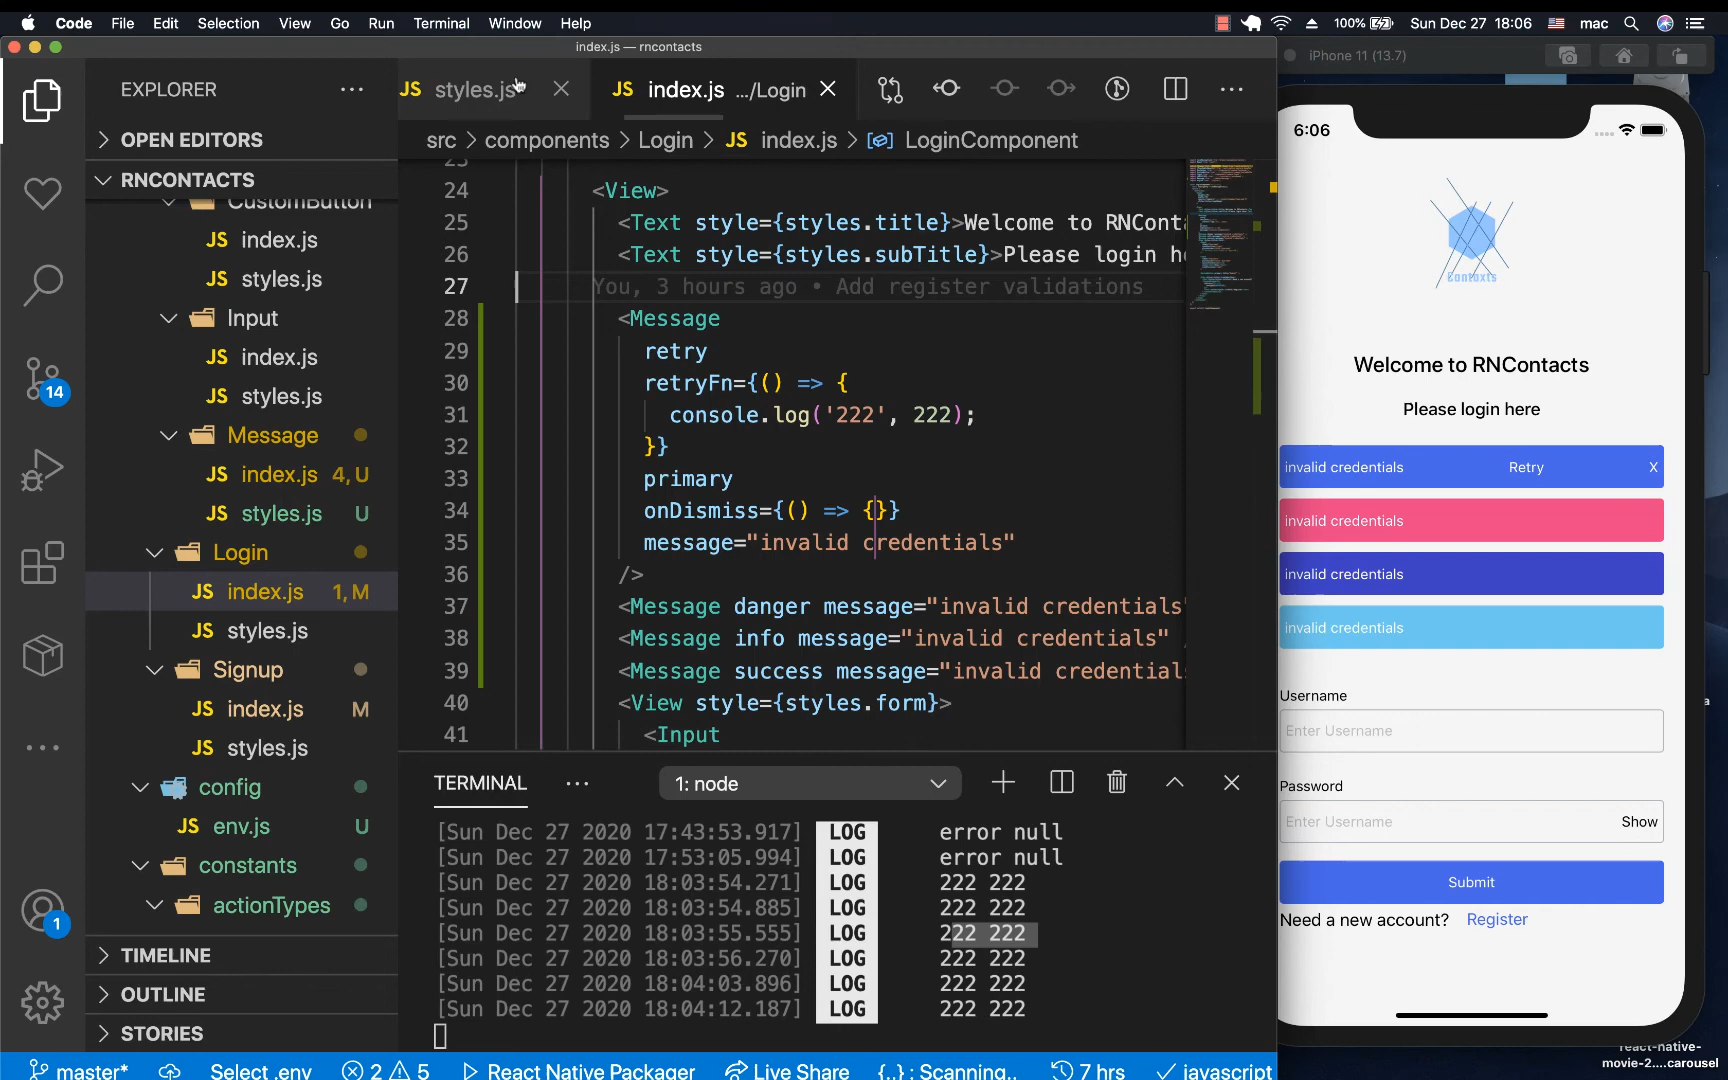 Code File Edit Selection View Go Run Terminal Window Help 100% Sun Dec 27 18:06 mac
index.js — rncontacts
iPhone 11 (13.7)
EXPLORER
OPEN EDITORS
RNCONTACTS
CustomButton
JS index.js
JS styles.js
Input
JS index.js
JS styles.js
Message
JS index.js 4, U
JS styles.js U
Login
JS index.js 1, M
JS styles.js
Signup
JS index.js M
JS styles.js
config
JS env.js U
constants
actionTypes
TIMELINE
OUTLINE
STORIES
14
1
JS styles.js
JS index.js .../Login
src > components > Login > JS index.js > LoginComponent
23
24 <View>
25 <Text style={styles.title}>Welcome to RNConta
26 <Text style={styles.subTitle}>Please login he
27 You, 3 hours ago • Add register validations
28 <Message
29 retry
30 retryFn={() => {
31 console.log('222', 222);
32 }}
33 primary
34 onDismiss={() => {}}
35 message="invalid credentials"
36 />
37 <Message danger message="invalid credentials"
38 <Message info message="invalid credentials" /
39 <Message success message="invalid credentials
40 <View style={styles.form}>
41 <Input
TERMINAL
1: node
[Sun Dec 27 2020 17:43:53.917] LOG error null
[Sun Dec 27 2020 17:53:05.994] LOG error null
[Sun Dec 27 2020 18:03:54.271] LOG 222 222
[Sun Dec 27 2020 18:03:54.885] LOG 222 222
[Sun Dec 27 2020 18:03:55.555] LOG 222 222
[Sun Dec 27 2020 18:03:56.270] LOG 222 222
[Sun Dec 27 2020 18:04:03.896] LOG 222 222
[Sun Dec 27 2020 18:04:12.187] LOG 222 222
master* Select .env 2 5 React Native Packager Live Share {..} : Scanning.. 7 hrs javascript
6:06
Contaxts
Welcome to RNContacts
Please login here
invalid credentials Retry X
invalid credentials
invalid credentials
invalid credentials
Username
Enter Username
Password
Enter Username Show
Submit
Need a new account? Register
react-native-
movie-2....carousel